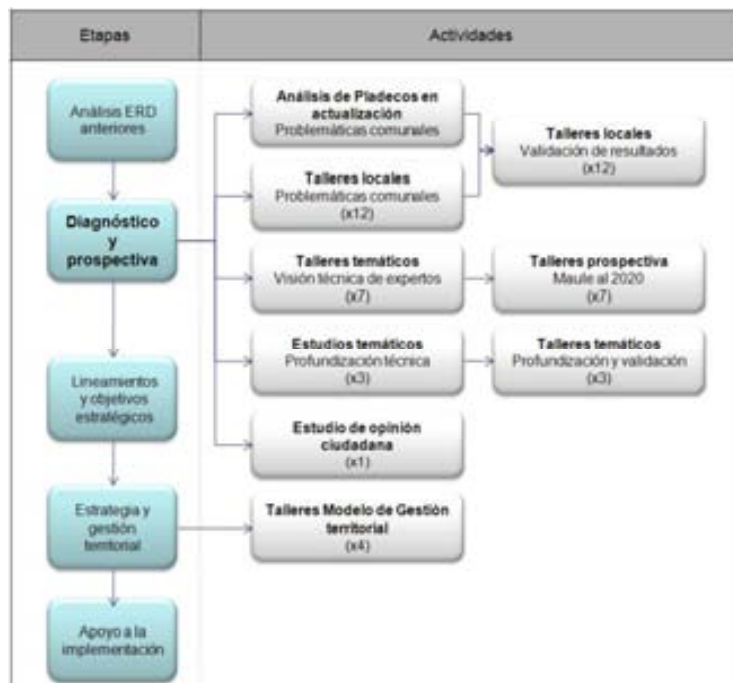 Etapas
Actividades
Análisis ERD
anteriores
Diagnóstico
y
prospectiva
Lineamientos
y objetivos
estratégicos
Estrategia y
gestión
territorial
Apoyo a la
implementación
Análisis de Pladecos en
actualización
Problemáticas comunales
Talleres locales
Problemáticas comunales
(x12)
Talleres locales
Validación de resultados
(x12)
Talleres temáticos
Visión técnica de expertos
(x7)
Talleres prospectiva
Maule al 2020
(x7)
Estudios temáticos
Profundización técnica
(x3)
Talleres temáticos
Profundización y validación
(x3)
Estudio de opinión
ciudadana
(x1)
Talleres Modelo de Gestión
territorial
(x4)